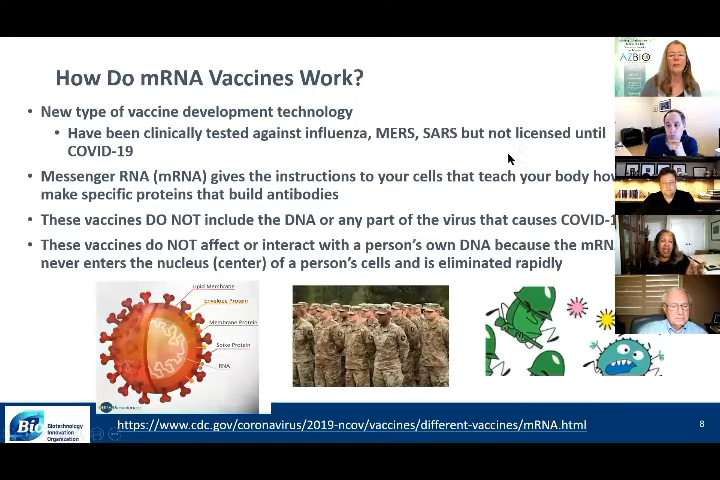 How Do mRNA Vaccines Work?
• New type of vaccine development technology
• Have been clinically tested against influenza, MERS, SARS but not licensed until
COVID-19
• Messenger RNA (mRNA) gives the instructions to your cells that teach your body how
make specific proteins that build antibodies
• These vaccines DO NOT include the DNA or any part of the virus that causes COVID-1
• These vaccines do NOT affect or interact with a person's own DNA because the mRN
never enters the nucleus (center) of a person's cells and is eliminated rapidly
Lipid Membrane
Envelope Protein
Membrane Protein
Spike Protein
RNA
AZBIO
Bio
Biotechnology
Innovation
Organization
https://www.cdc.gov/coronavirus/2019-ncov/vaccines/different-vaccines/mRNA.html
8